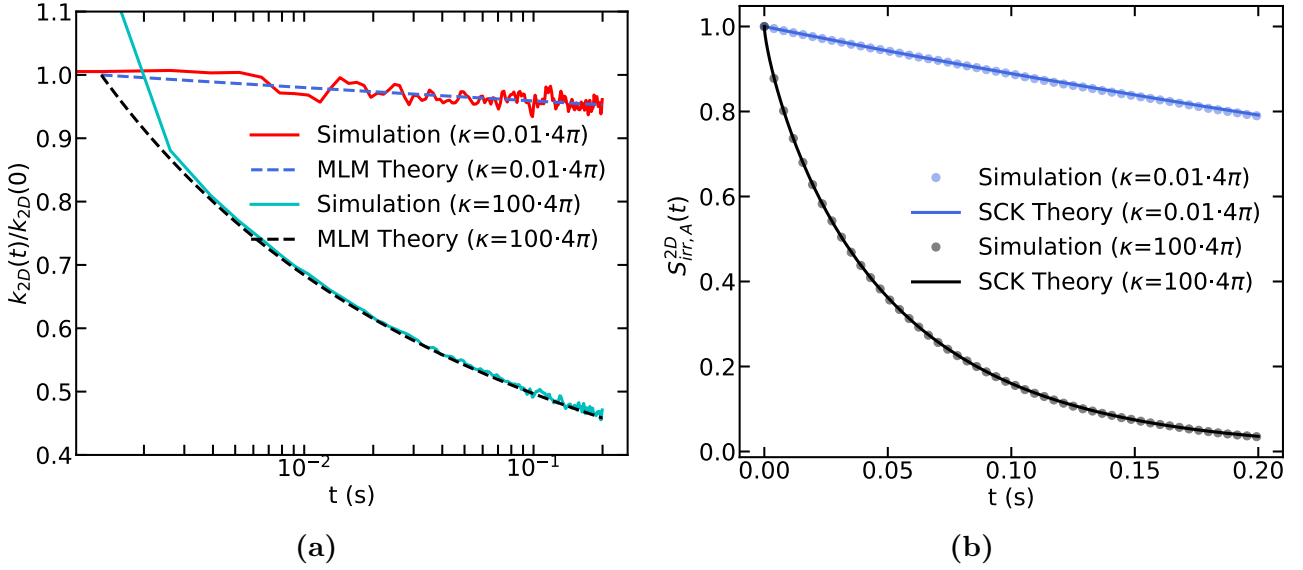 1.1
1.0
0.9
0.8
0.7
0.6
0.5
0.4
k₂D(t)/k₂D(0)
Simulation (κ=0.01·4π)
MLM Theory (κ=0.01·4π)
Simulation (κ=100·4π)
MLM Theory (κ=100·4π)
10⁻² 10⁻¹
t (s)
(a)
1.0
0.8
0.6
0.4
0.2
0.0
S²ᴰirr,A(t)
Simulation (κ=0.01·4π)
SCK Theory (κ=0.01·4π)
Simulation (κ=100·4π)
SCK Theory (κ=100·4π)
0.00 0.05 0.10 0.15 0.20
t (s)
(b)